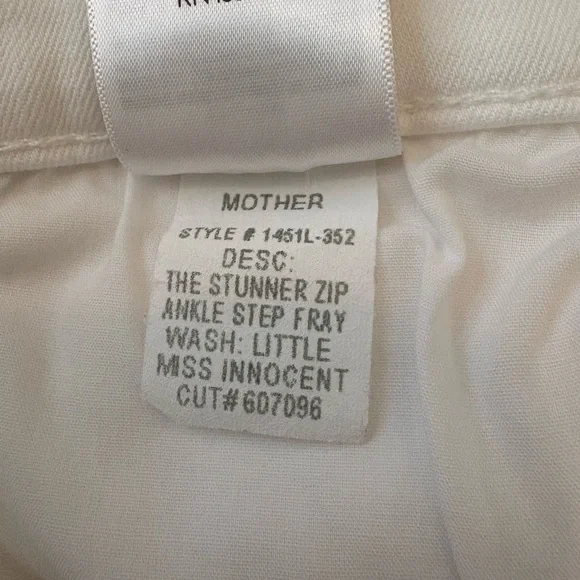 MOTHER
STYLE # 1451L-352
DESC:
THE STUNNER ZIP
ANKLE STEP FRAY
WASH: LITTLE
MISS INNOCENT
CUT#607096